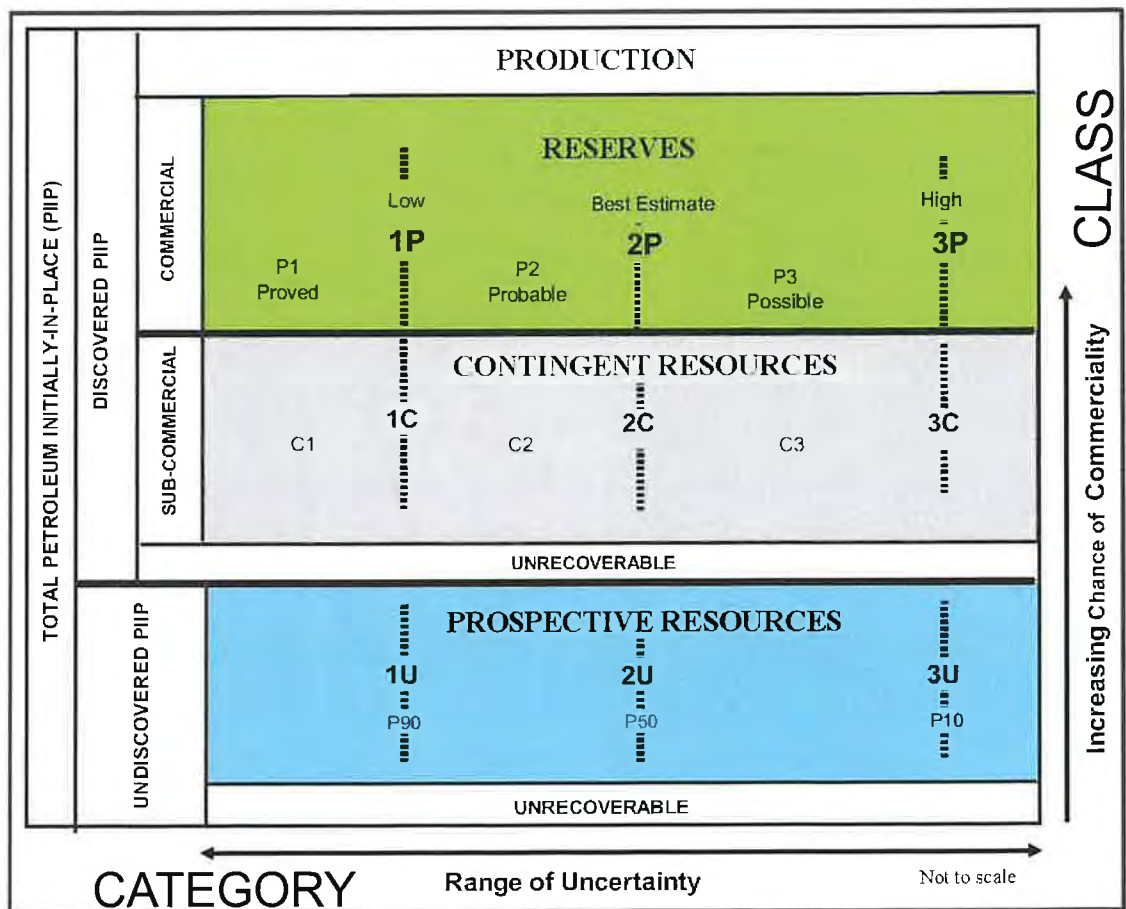 PRODUCTION
RESERVES
Low
Best Estimate
High
1P
2P
3P
P1
Proved
P2
Probable
P3
Possible
CONTINGENT RESOURCES
1C
2C
3C
C1
C2
C3
UNRECOVERABLE
PROSPECTIVE RESOURCES
1U
2U
3U
P90
P50
P10
UNRECOVERABLE
TOTAL PETROLEUM INITIALLY-IN-PLACE (PIIP)
DISCOVERED PIIP
UNDISCOVERED PIIP
COMMERCIAL
SUB-COMMERCIAL
CLASS
Increasing Chance of Commerciality
CATEGORY
Range of Uncertainty
Not to scale